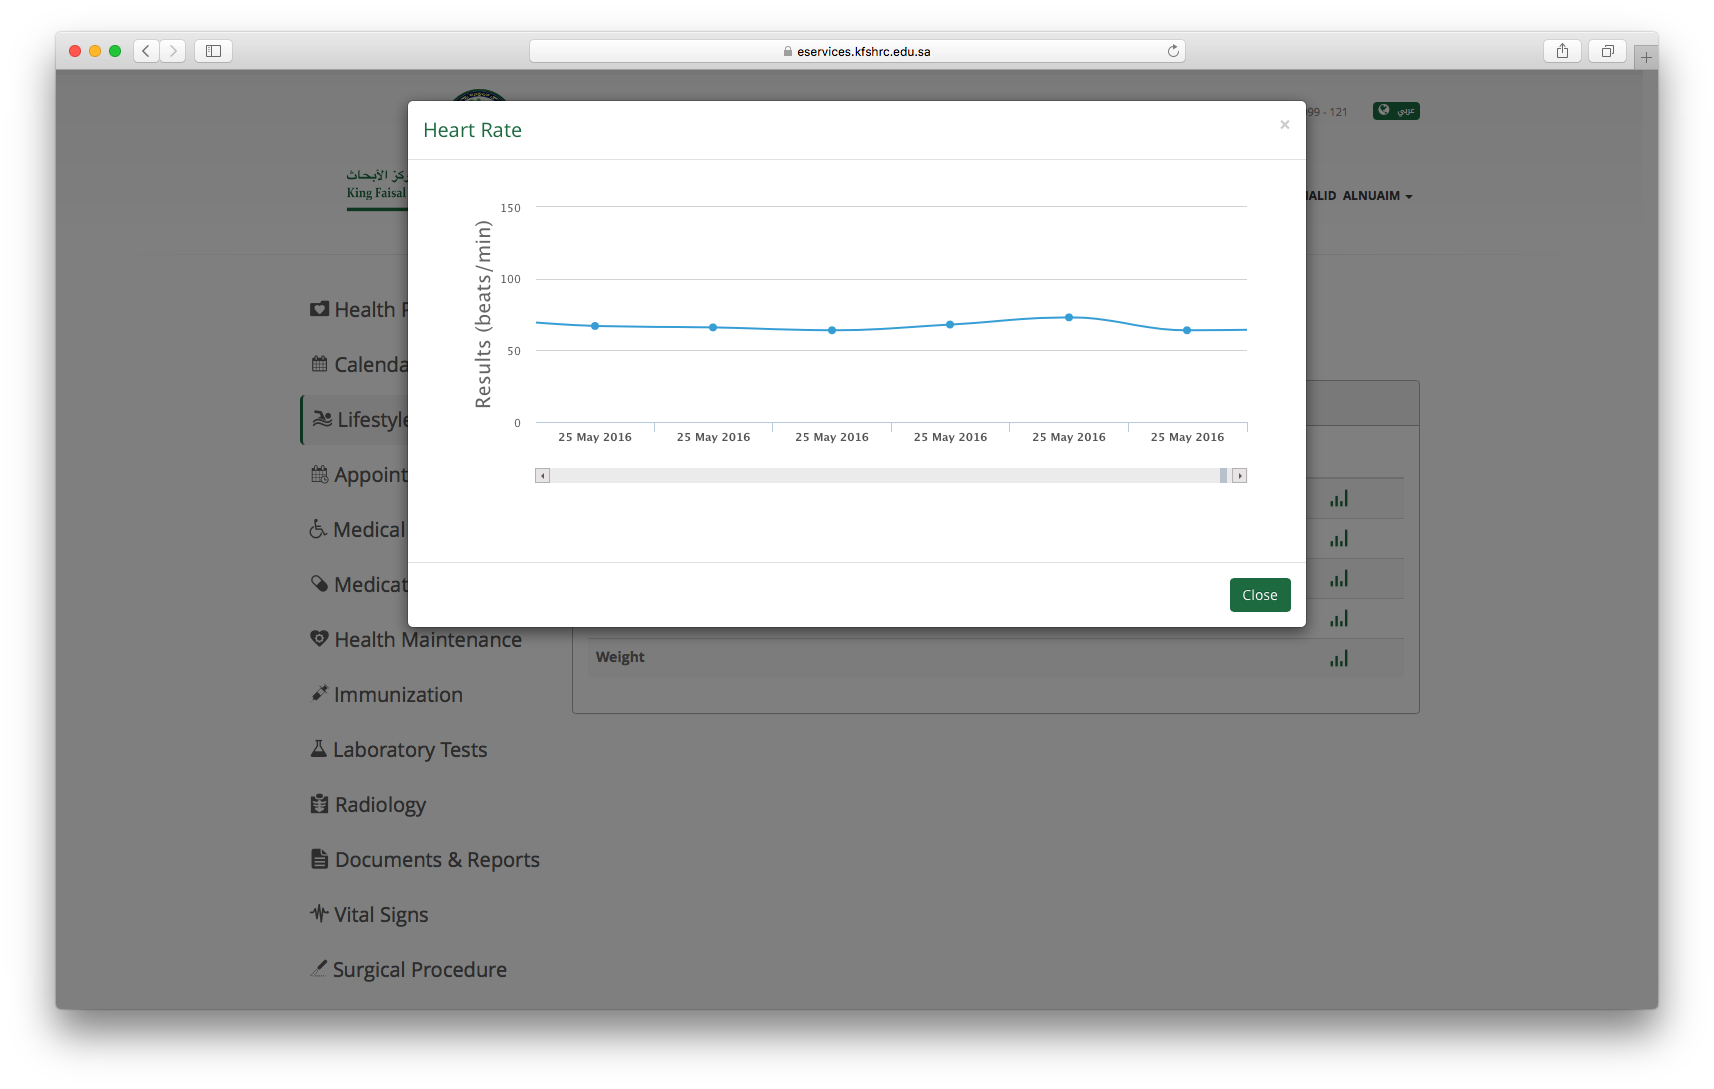 eservices.kfshrc.edu.sa
Heart Rate
×
99 - 121
عربي
كز الأبحاث
King Faisal
ALID ALNUAIM
Results (beats/min)
150
100
50
0
25 May 2016 25 May 2016 25 May 2016 25 May 2016 25 May 2016 25 May 2016
Close
Health
Calenda
Lifestyle
Appoint
Medical
Medicat
Health Maintenance
Immunization
Laboratory Tests
Radiology
Documents & Reports
Vital Signs
Surgical Procedure
Weight